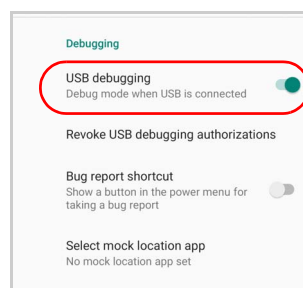 Debugging
USB debugging
Debug mode when USB is connected
Revoke USB debugging authorizations
Bug report shortcut
Show a button in the power menu for
taking a bug report
Select mock location app
No mock location app set